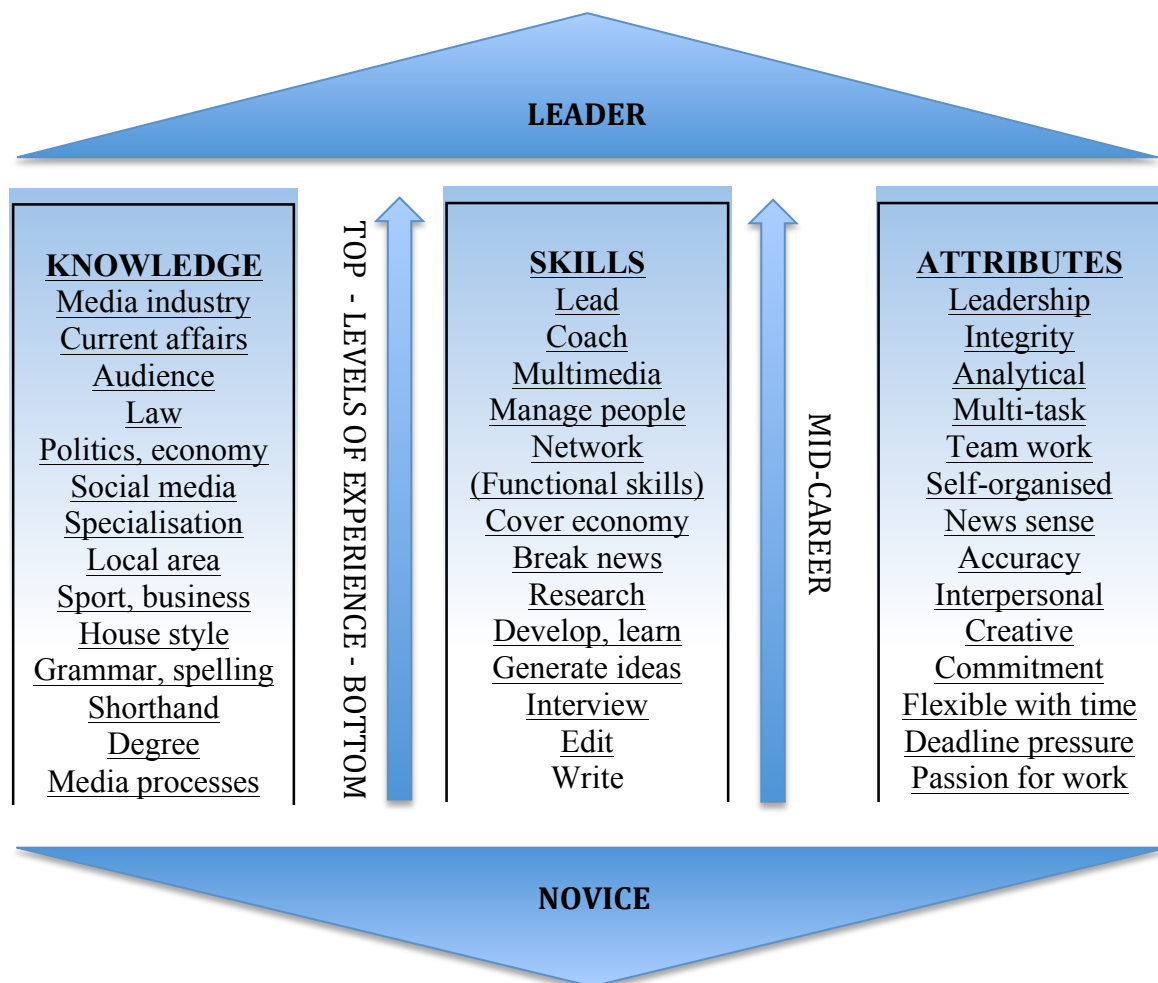 LEADER
KNOWLEDGE
Media industry
Current affairs
Audience
Law
Politics, economy
Social media
Specialisation
Local area
Sport, business
House style
Grammar, spelling
Shorthand
Degree
Media processes
TOP - LEVELS OF EXPERIENCE - BOTTOM
SKILLS
Lead
Coach
Multimedia
Manage people
Network
(Functional skills)
Cover economy
Break news
Research
Develop, learn
Generate ideas
Interview
Edit
Write
MID-CAREER
ATTRIBUTES
Leadership
Integrity
Analytical
Multi-task
Team work
Self-organised
News sense
Accuracy
Interpersonal
Creative
Commitment
Flexible with time
Deadline pressure
Passion for work
NOVICE